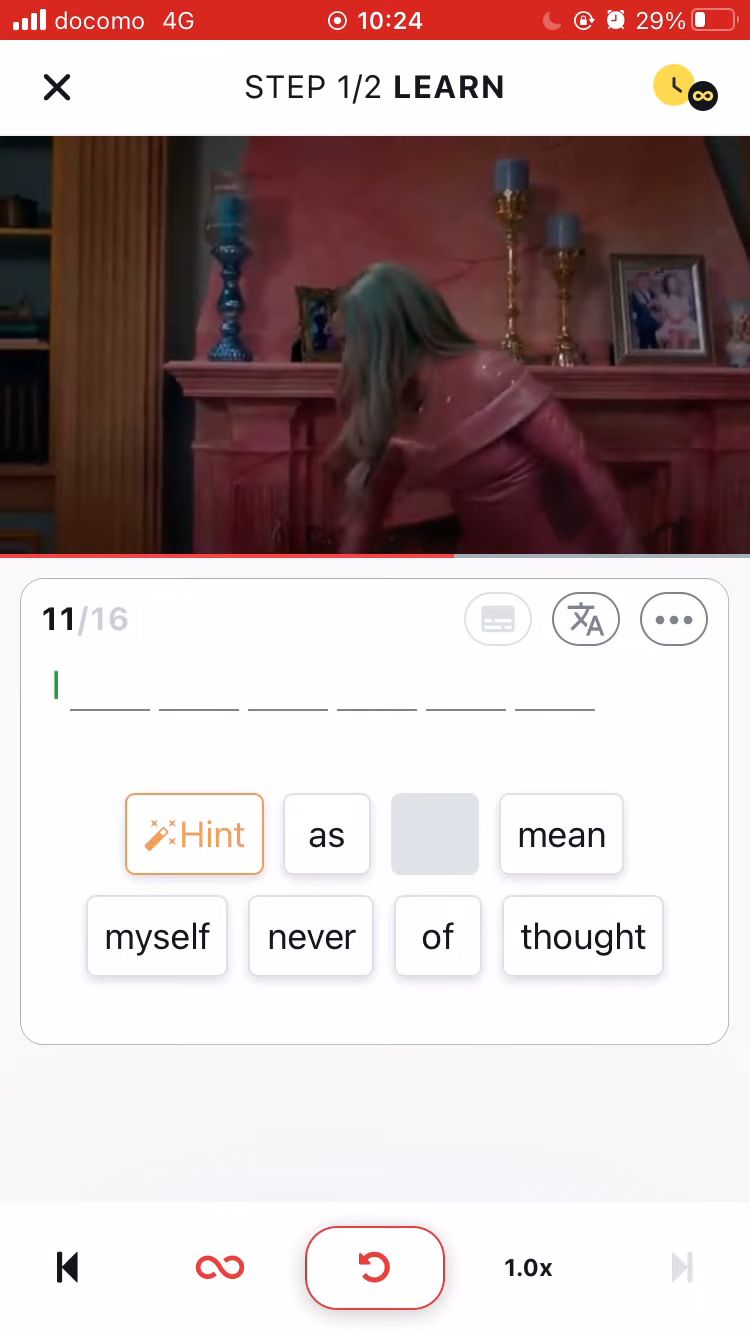 docomo 4G 10:24 29%
STEP 1/2 LEARN
11/16
Hint as mean
myself never of thought
1.0x